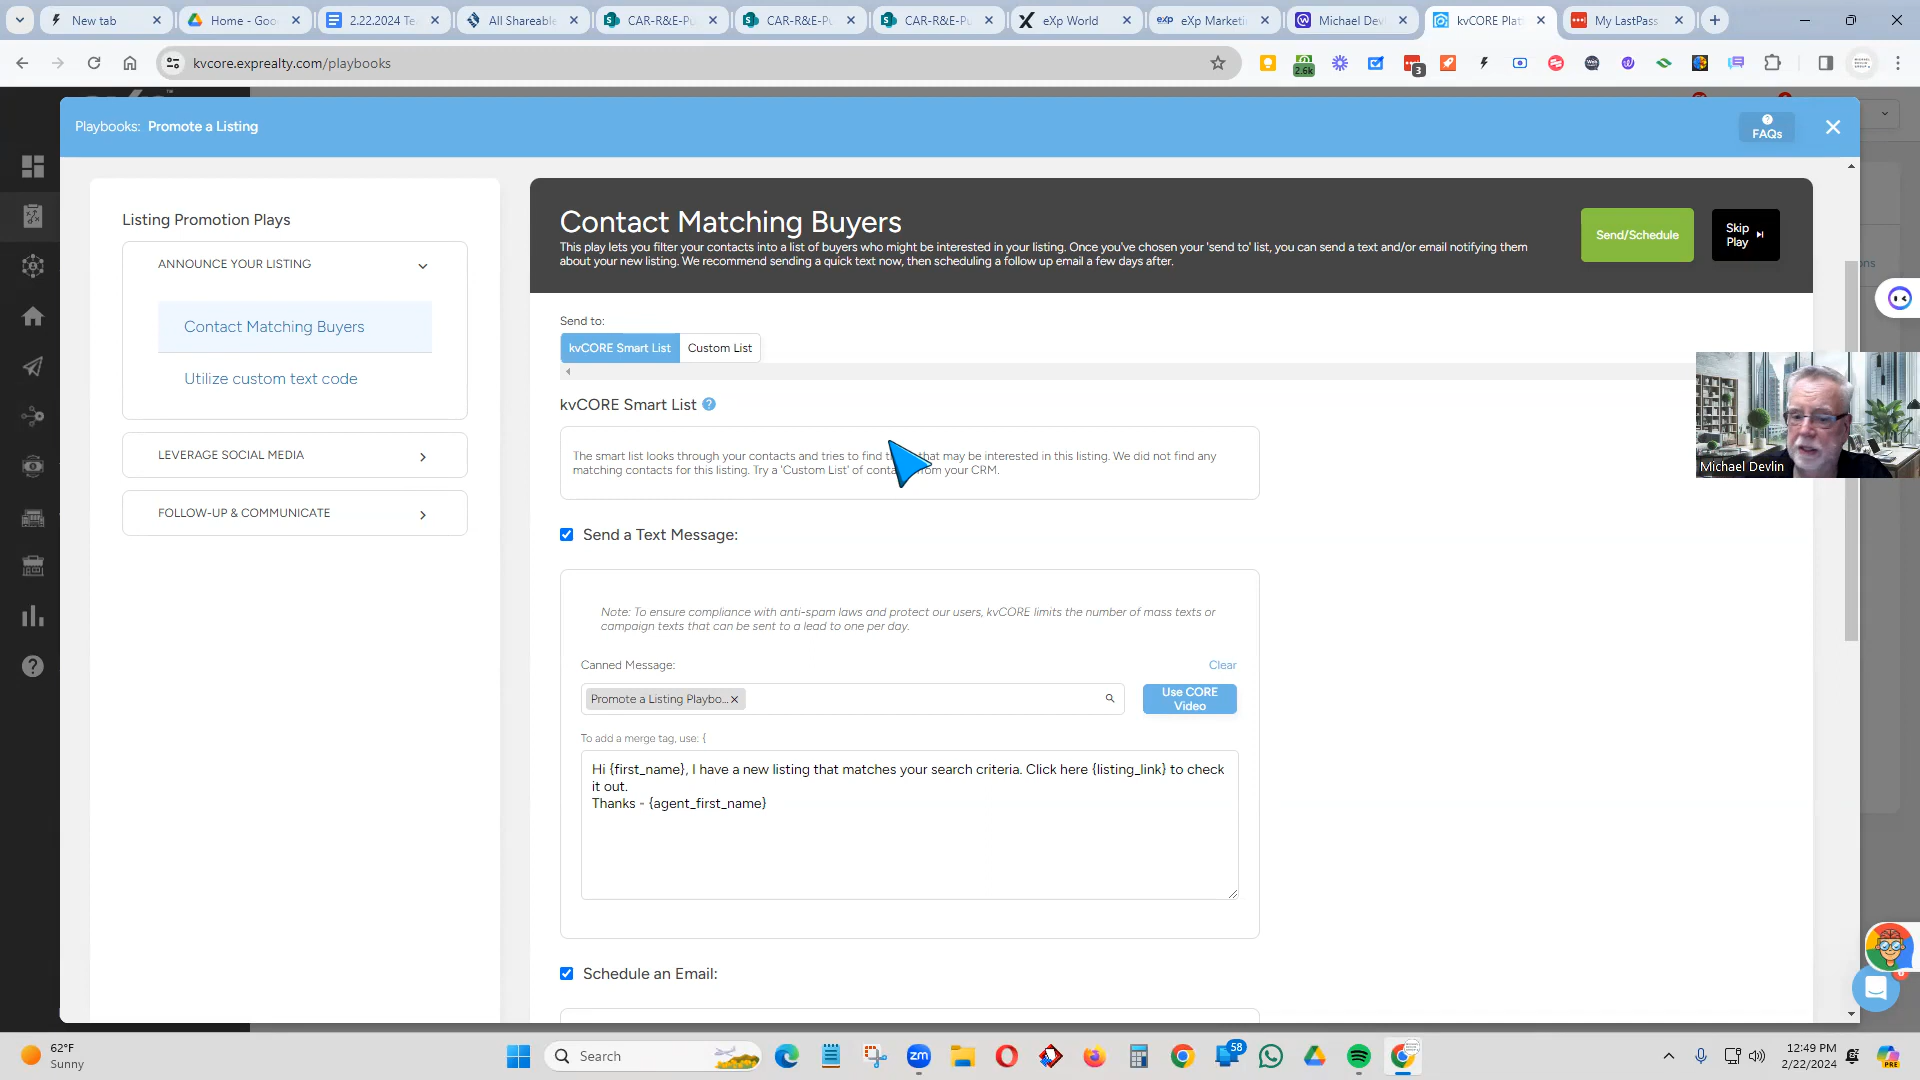 New tab
Home - Goo
2.22.2024 Te
All Shareable
CAR-R&E-Pu
CAR-R&E-Pu
CAR-R&E-Pu
eXp World
eXp Marketi
Michael Devl
kvCORE Plat
My LastPass
kvcore.exprealty.com/playbooks
2.6k
3
Playbooks: Promote a Listing
FAQs
Listing Promotion Plays
ANNOUNCE YOUR LISTING
Contact Matching Buyers
Utilize custom text code
LEVERAGE SOCIAL MEDIA
FOLLOW-UP & COMMUNICATE
Contact Matching Buyers
This play lets you filter your contacts into a list of buyers who might be interested in your listing. Once you've chosen your 'send to' list, you can send a text and/or email notifying them
about your new listing. We recommend sending a quick text now, then scheduling a follow up email a few days after.
Send/Schedule
Skip
Play
Send to:
kvCORE Smart List
Custom List
kvCORE Smart List
The smart list looks through your contacts and tries to find that may be interested in this listing. We did not find any
matching contacts for this listing. Try a 'Custom List' of from your CRM.
Michael Devlin
Send a Text Message:
Note: To ensure compliance with anti-spam laws and protect our users, kvCORE limits the number of mass texts or
campaign texts that can be sent to a lead to one per day.
Canned Message:
Clear
Promote a Listing Playbo...
Use CORE
Video
To add a merge tag, use: {
Hi {first_name}, I have a new listing that matches your search criteria. Click here {listing_link} to check
it out.
Thanks - {agent_first_name}
Schedule an Email:
62°F
Sunny
Search
zm
58
12:49 PM
2/22/2024
PRE